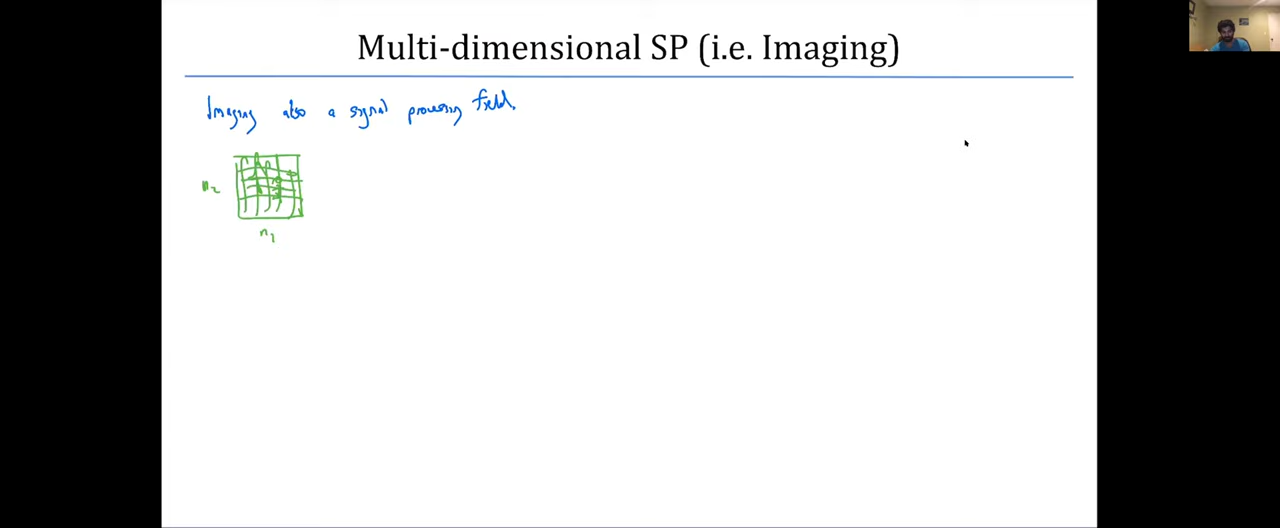 Multi-dimensional SP (i.e. Imaging)
Imaging also a signal processing field.
n2
n1